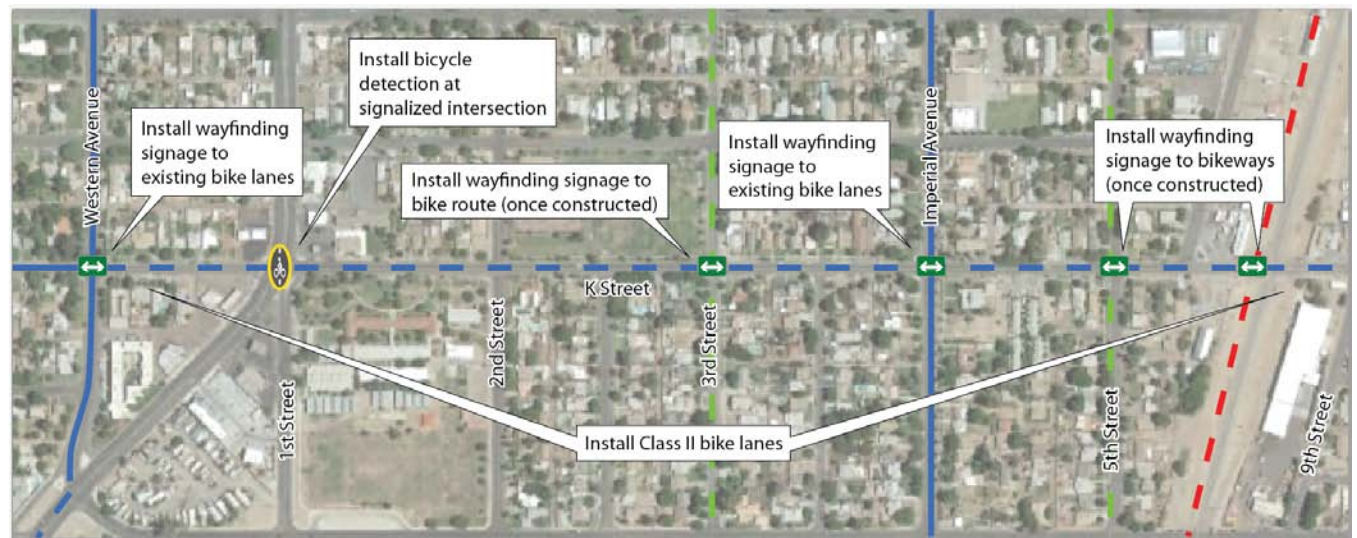 Install bicycle
detection at
signalized intersection
Western Avenue
Install wayfinding
signage to
existing bike lanes
Install wayfinding signage to
bike route (once constructed)
Install wayfinding
signage to
existing bike lanes
Imperial Avenue
Install wayfinding
signage to bikeways
(once constructed)
K Street
1st Street
2nd Street
3rd Street
5th Street
9th Street
Install Class II bike lanes